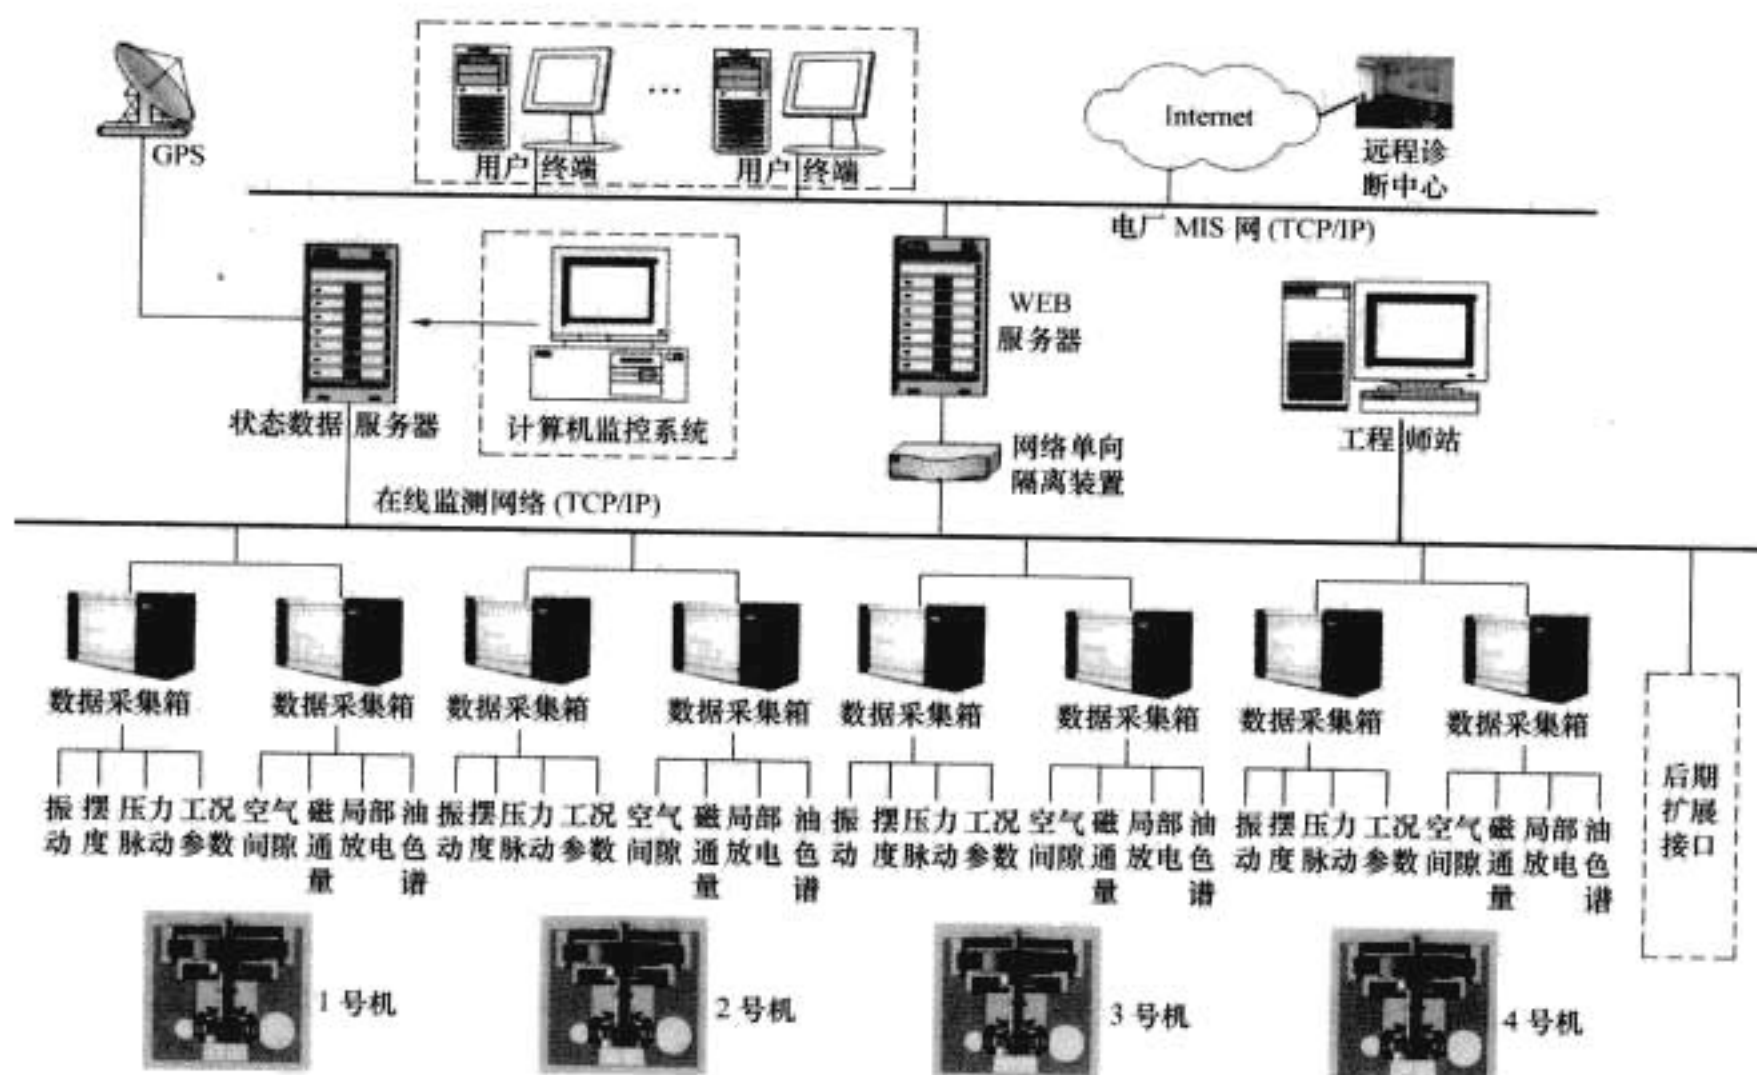 GPS
用户终端
…
用户终端
Internet
远程诊
断中心
电厂 MIS 网 (TCP/IP)
状态数据服务器
计算机监控系统
WEB
服务器
网络单向
隔离装置
工程师站
在线监测网络 (TCP/IP)
数据采集箱
数据采集箱
数据采集箱
数据采集箱
数据采集箱
数据采集箱
数据采集箱
数据采集箱
振动
摆度
压力脉动
工况参数
空气间隙
磁通量
局部放电
油色谱
振动
摆度
压力脉动
工况参数
空气间隙
磁通量
局部放电
油色谱
振动
摆度
压力脉动
工况参数
空气间隙
磁通量
局部放电
油色谱
振动
摆度
压力脉动
工况参数
空气间隙
磁通量
局部放电
油色谱
后期
扩展
接口
1 号机
2 号机
3 号机
4 号机